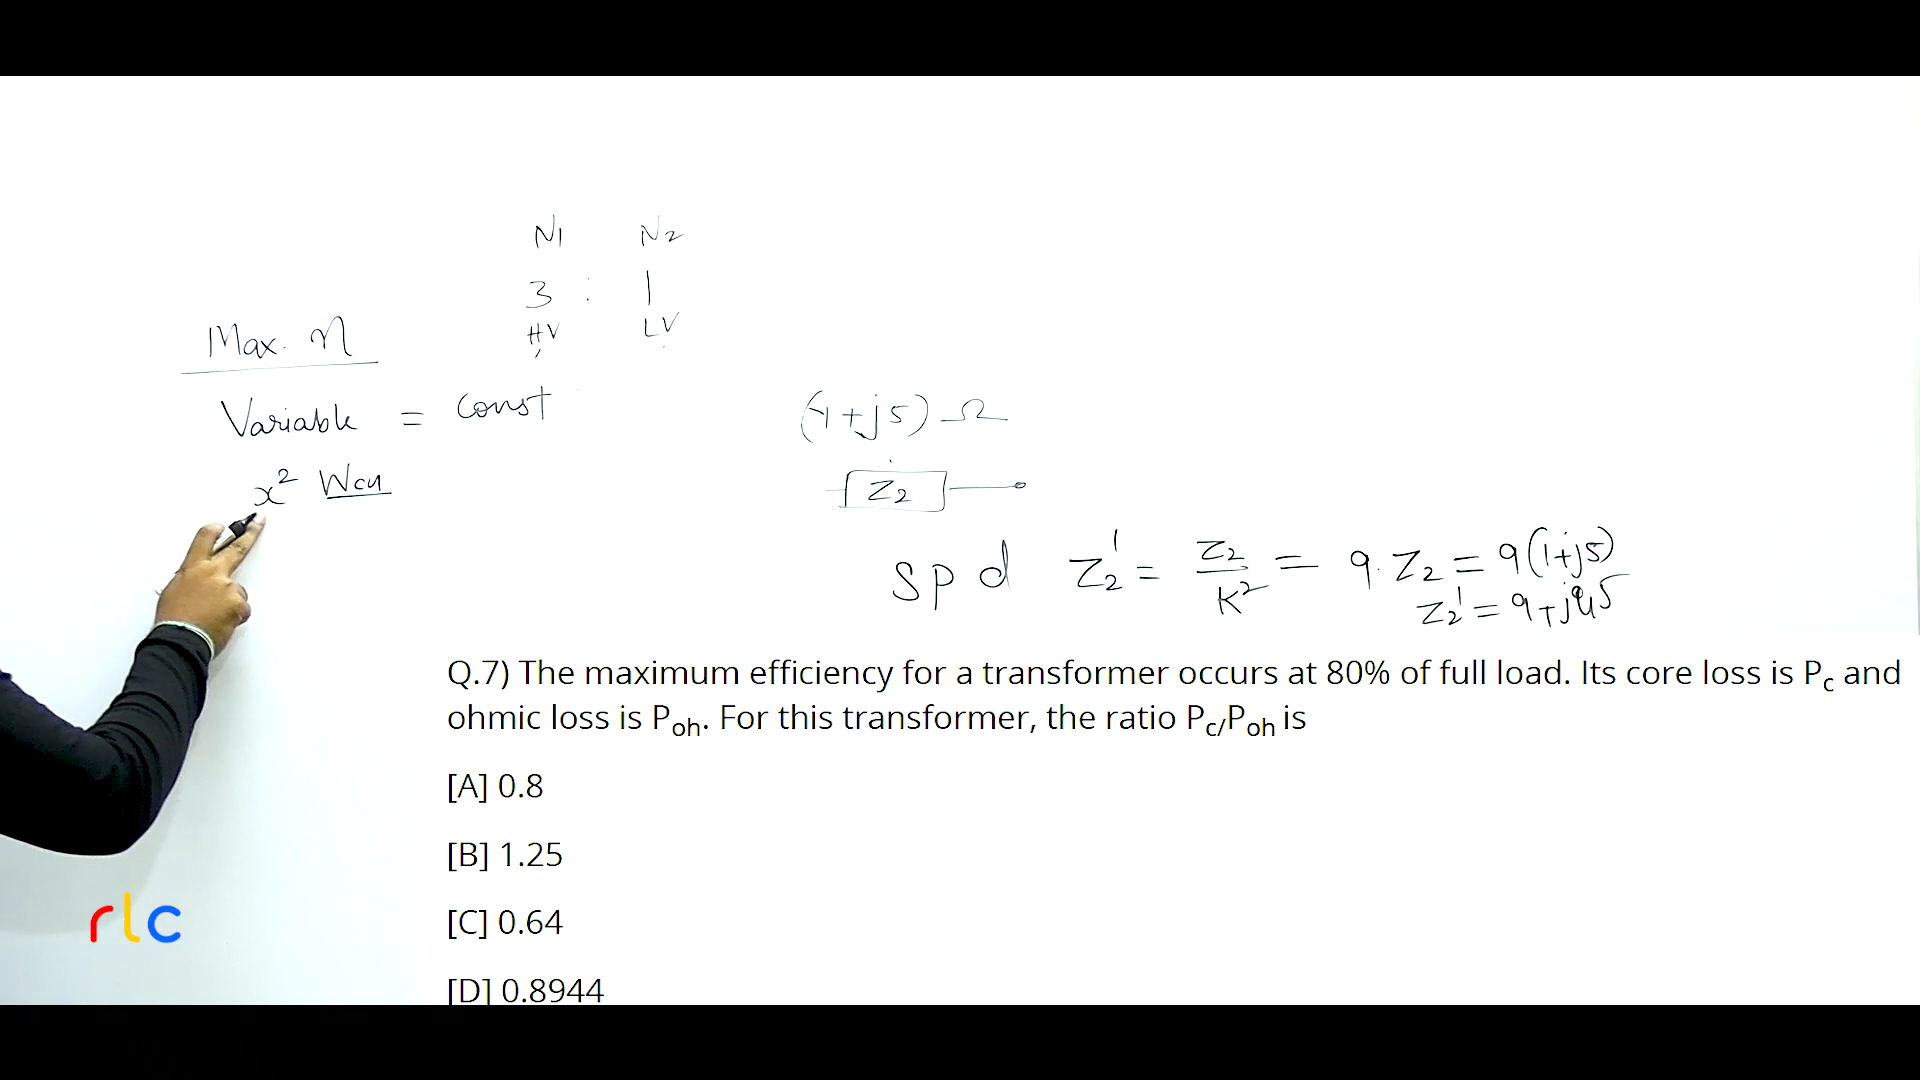 N1 N2
3 : 1
HV LV
Max. η
Variable = const
x² Wcu
(1+j5) Ω
Z2
spd Z2' = Z2/K² = 9.Z2 = 9(1+j5)
Z2' = 9+j45
Q.7) The maximum efficiency for a transformer occurs at 80% of full load. Its core loss is Pc and
ohmic loss is Poh. For this transformer, the ratio Pc/Poh is
[A] 0.8
[B] 1.25
[C] 0.64
[D] 0.8944
rlc